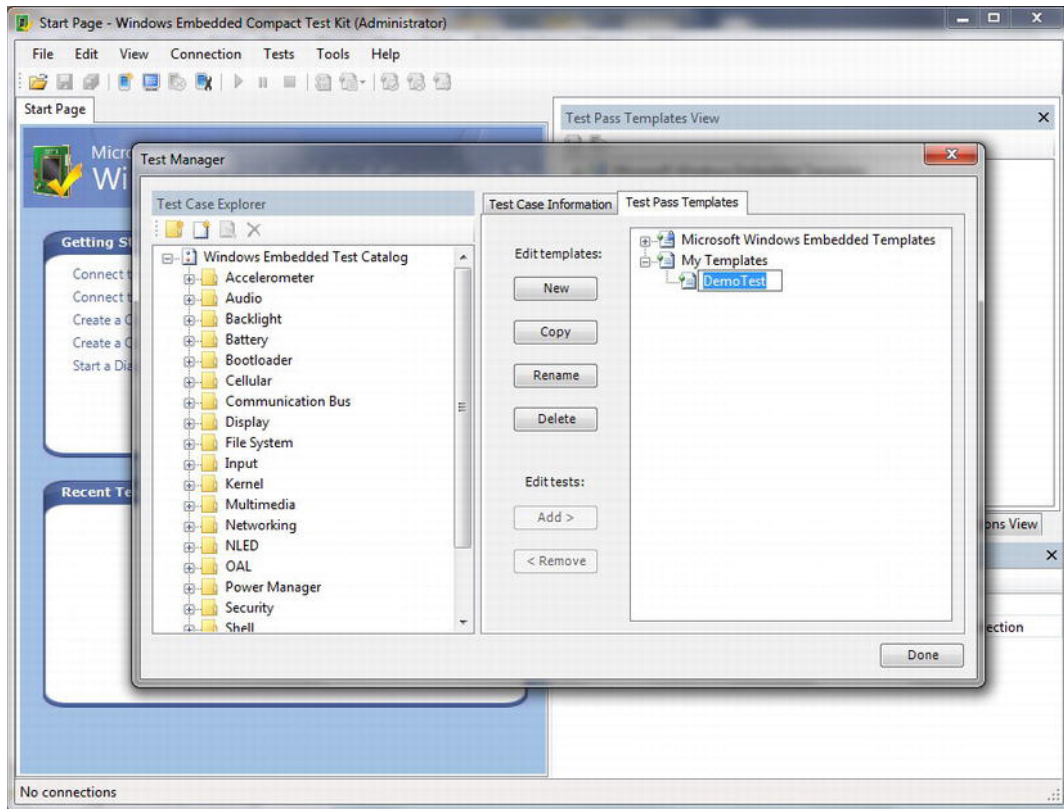 Start Page - Windows Embedded Compact Test Kit (Administrator)
File Edit View Connection Tests Tools Help
Start Page
Test Pass Templates View
Test Manager
Test Case Explorer
Windows Embedded Test Catalog
Accelerometer
Audio
Backlight
Battery
Bootloader
Cellular
Communication Bus
Display
File System
Input
Kernel
Multimedia
Networking
NLED
OAL
Power Manager
Security
Shell
Test Case Information
Test Pass Templates
Edit templates:
New
Copy
Rename
Delete
Edit tests:
Add >
< Remove
Microsoft Windows Embedded Templates
My Templates
DemoTest
Done
Micro
Wi
Getting St
Connect t
Connect t
Create a C
Create a C
Start a Dia
Recent Te
ons View
ection
No connections